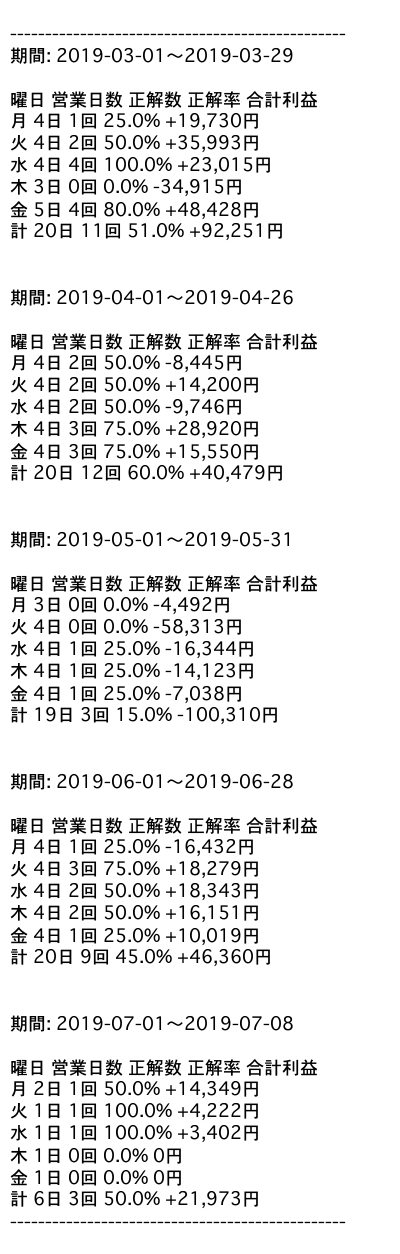 ------------------------------------------------
期間: 2019-03-01～2019-03-29
曜日 営業日数 正解数 正解率 合計利益
月 4日 1回 25.0% +19,730円
火 4日 2回 50.0% +35,993円
水 4日 4回 100.0% +23,015円
木 3日 0回 0.0% -34,915円
金 5日 4回 80.0% +48,428円
計 20日 11回 51.0% +92,251円
期間: 2019-04-01～2019-04-26
曜日 営業日数 正解数 正解率 合計利益
月 4日 2回 50.0% -8,445円
火 4日 2回 50.0% +14,200円
水 4日 2回 50.0% -9,746円
木 4日 3回 75.0% +28,920円
金 4日 3回 75.0% +15,550円
計 20日 12回 60.0% +40,479円
期間: 2019-05-01～2019-05-31
曜日 営業日数 正解数 正解率 合計利益
月 3日 0回 0.0% -4,492円
火 4日 0回 0.0% -58,313円
水 4日 1回 25.0% -16,344円
木 4日 1回 25.0% -14,123円
金 4日 1回 25.0% -7,038円
計 19日 3回 15.0% -100,310円
期間: 2019-06-01～2019-06-28
曜日 営業日数 正解数 正解率 合計利益
月 4日 1回 25.0% -16,432円
火 4日 3回 75.0% +18,279円
水 4日 2回 50.0% +18,343円
木 4日 2回 50.0% +16,151円
金 4日 1回 25.0% +10,019円
計 20日 9回 45.0% +46,360円
期間: 2019-07-01～2019-07-08
曜日 営業日数 正解数 正解率 合計利益
月 2日 1回 50.0% +14,349円
火 1日 1回 100.0% +4,222円
水 1日 1回 100.0% +3,402円
木 1日 0回 0.0% 0円
金 1日 0回 0.0% 0円
計 6日 3回 50.0% +21,973円
------------------------------------------------